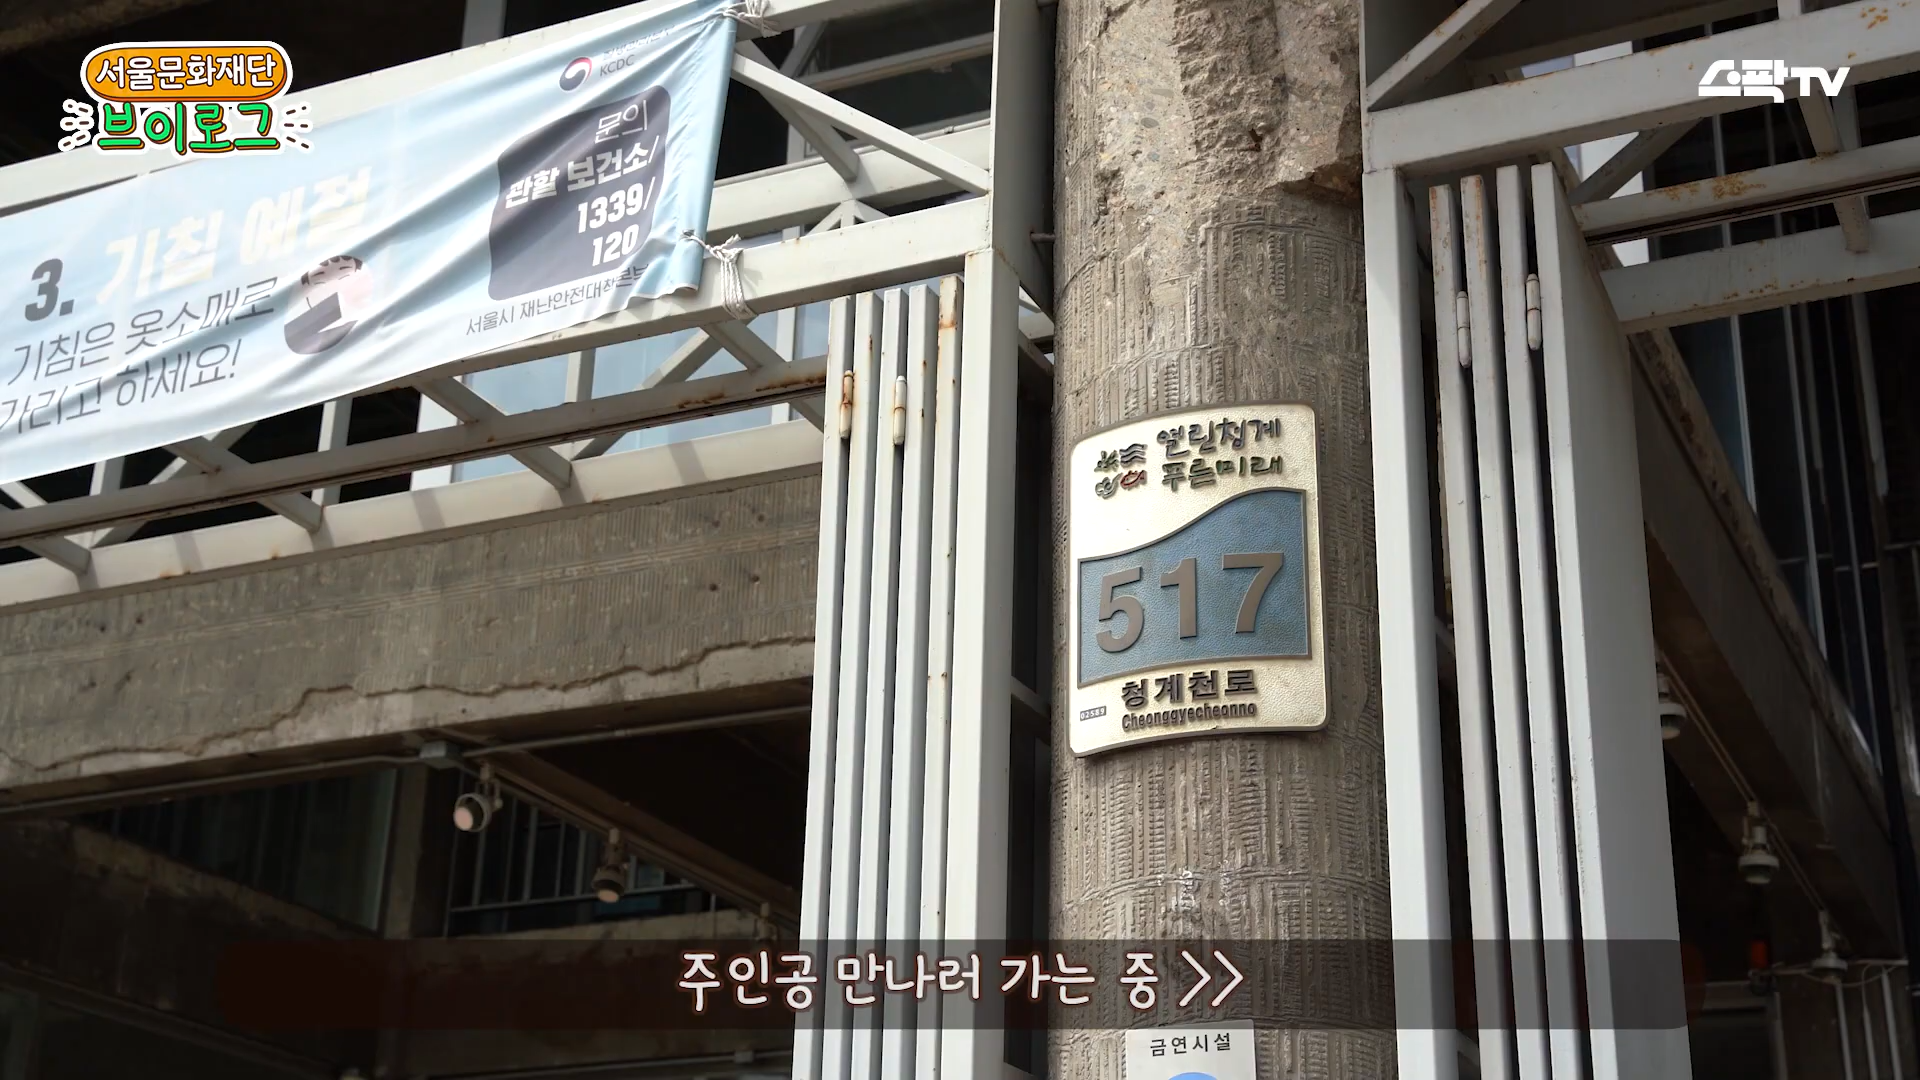 서울문화재단
브이로그
스팍TV
KCDC
문의
관할 보건소/
1339/
120
서울시 재난안전대책본부
3. 기침 예절
기침은 옷소매로
가리고 하세요!
열린청계
푸른미래
517
청계천로
Cheonggyecheonno
02589
주인공 만나러 가는 중 >>
금연시설